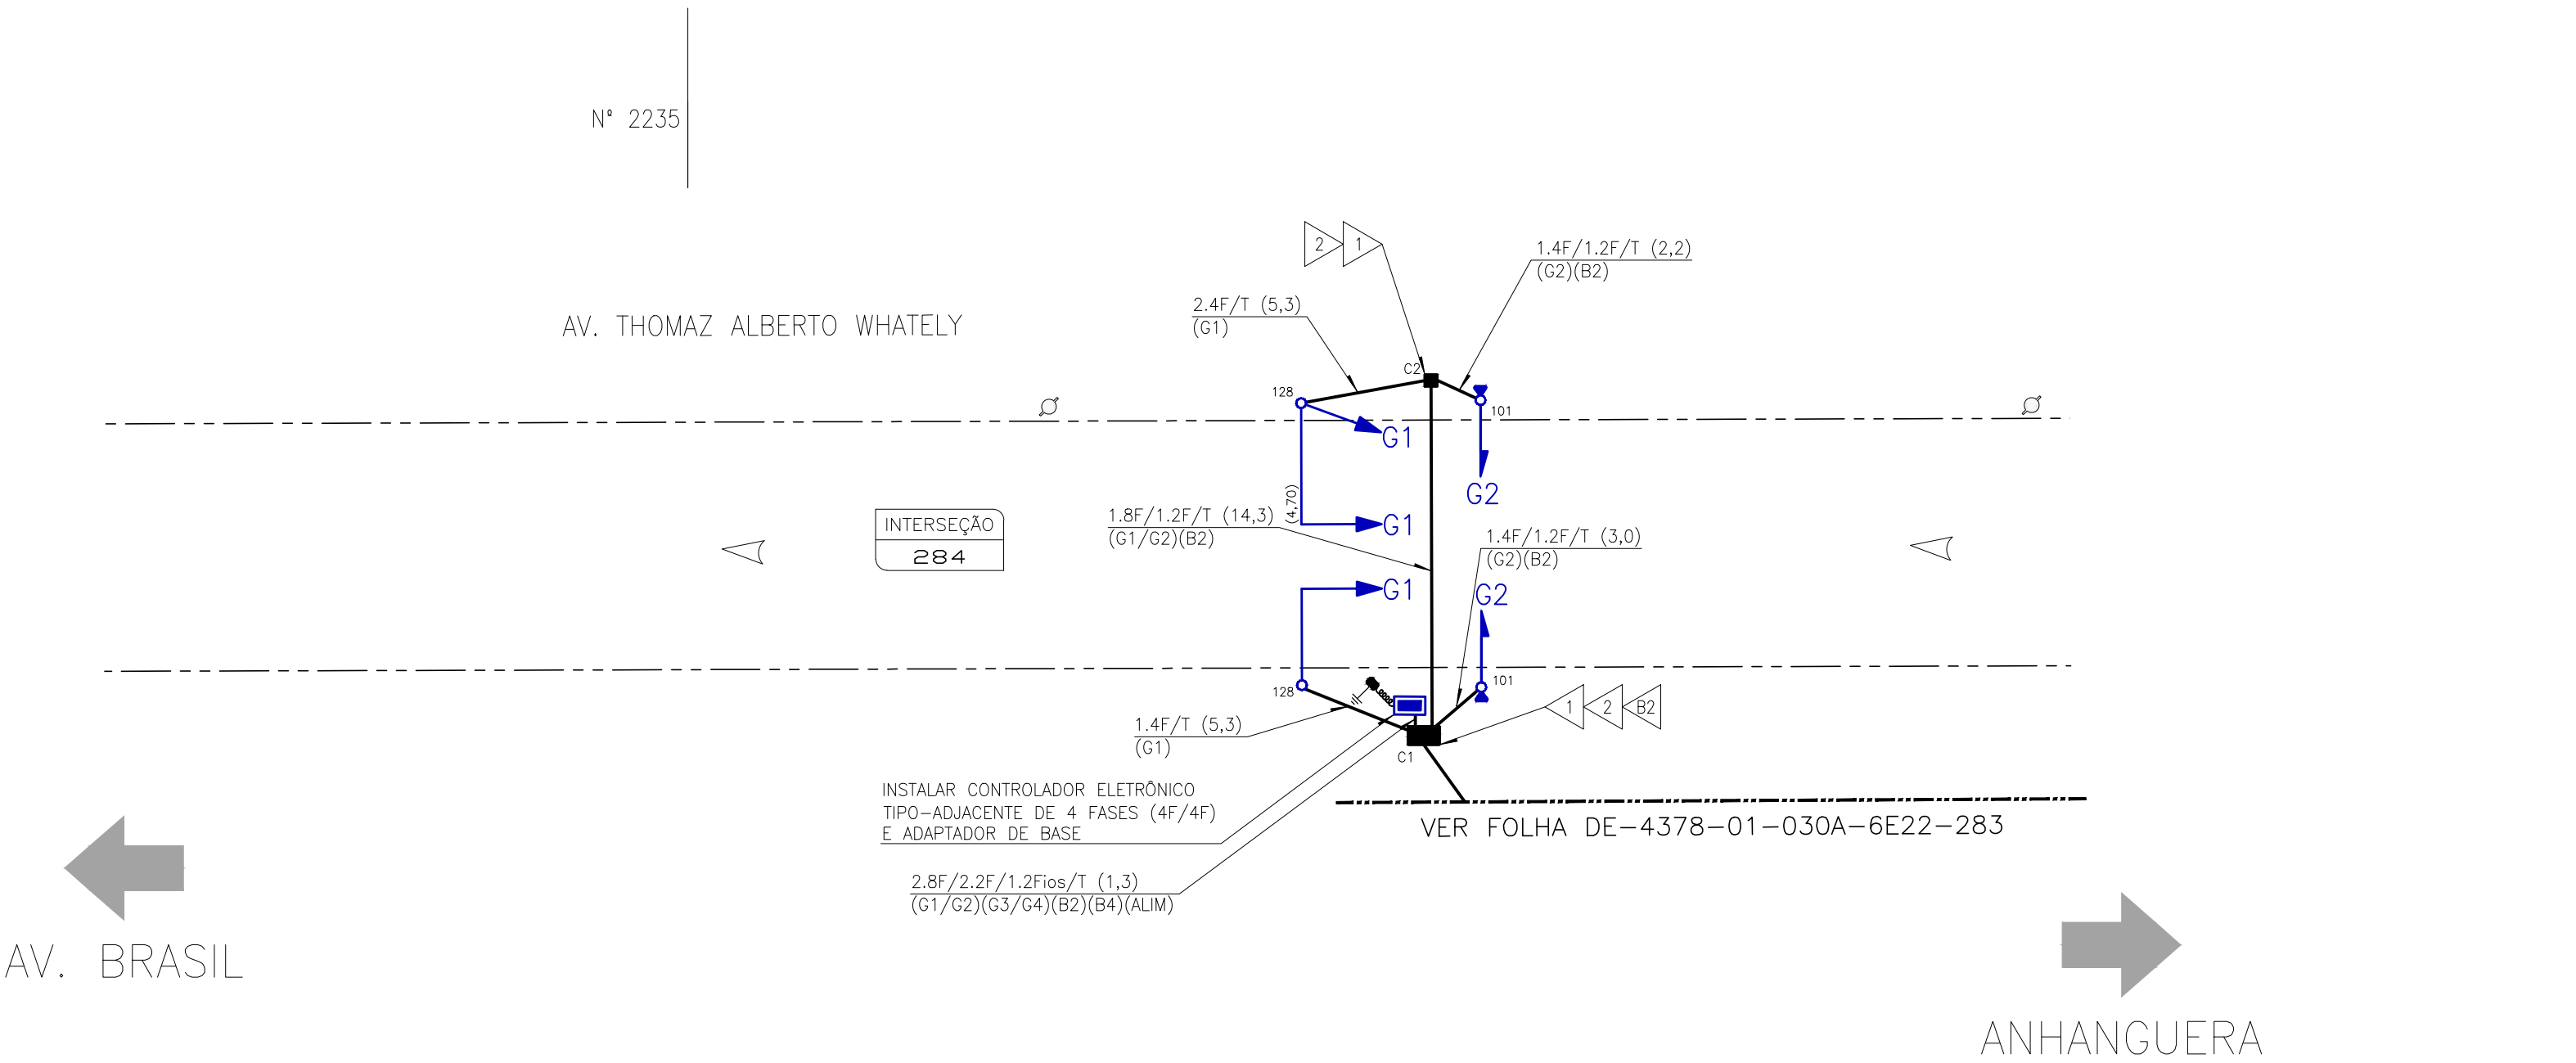 N° 2235
2
1
1.4F/1.2F/T (2,2)
(G2)(B2)
2.4F/T (5,3)
(G1)
AV. THOMAZ ALBERTO WHATELY
C2
128
101
G1
G2
(4,70)
1.8F/1.2F/T (14,3)
(G1/G2)(B2)
G1
INTERSEÇÃO
284
1.4F/1.2F/T (3,0)
(G2)(B2)
G1
G2
128
101
1
2
B2
1.4F/T (5,3)
(G1)
C1
INSTALAR CONTROLADOR ELETRÔNICO
TIPO-ADJACENTE DE 4 FASES (4F/4F)
E ADAPTADOR DE BASE
VER FOLHA DE-4378-01-030A-6E22-283
2.8F/2.2F/1.2Fios/T (1,3)
(G1/G2)(G3/G4)(B2)(B4)(ALIM)
AV. BRASIL
ANHANGUERA